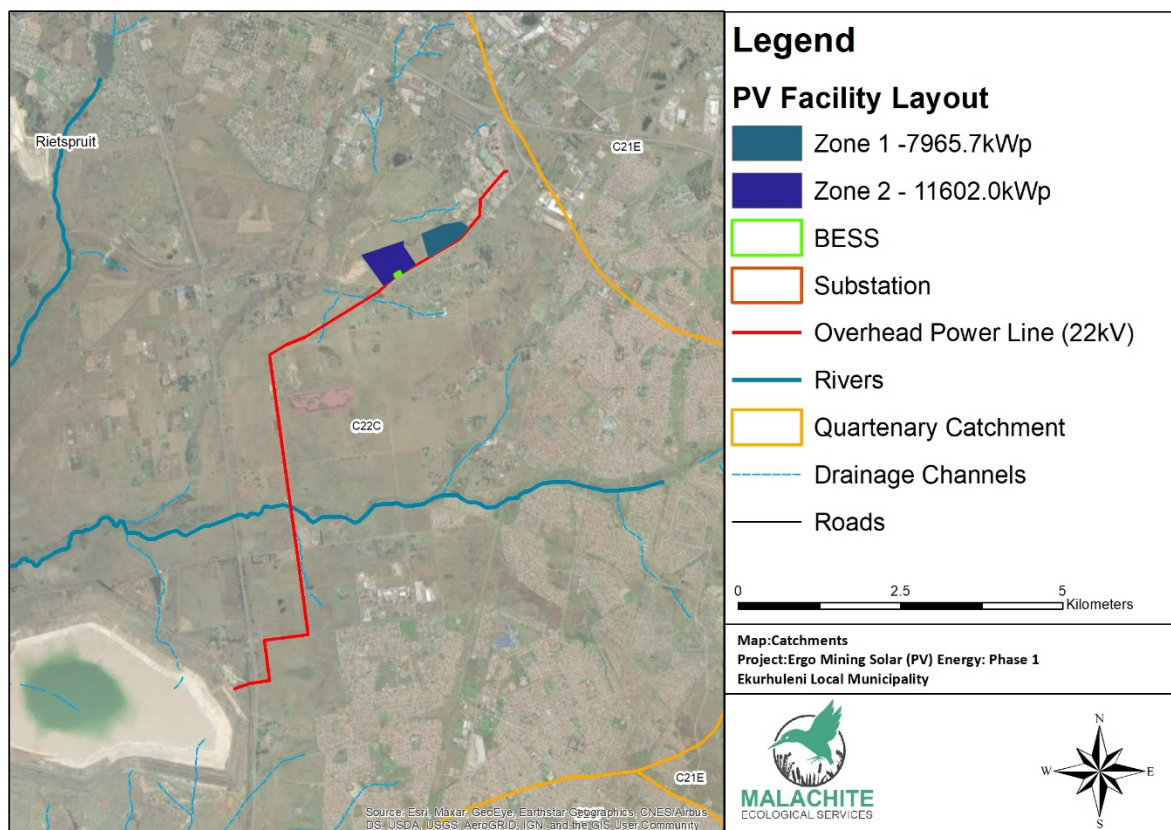 Rietspruit
C21E
C22C
C21E
Source: Esri, Maxar, GeoEye, Earthstar Geographics, CNES/Airbus
DS, USDA, USGS, AeroGRID, IGN, and the GIS User Community
Legend
PV Facility Layout
Zone 1 -7965.7kWp
Zone 2 - 11602.0kWp
BESS
Substation
Overhead Power Line (22kV)
Rivers
Quartenary Catchment
Drainage Channels
Roads
0 2.5 5
Kilometers
Map:Catchments
Project:Ergo Mining Solar (PV) Energy: Phase 1
Ekurhuleni Local Municipality
MALACHITE
ECOLOGICAL SERVICES
N
W E
S